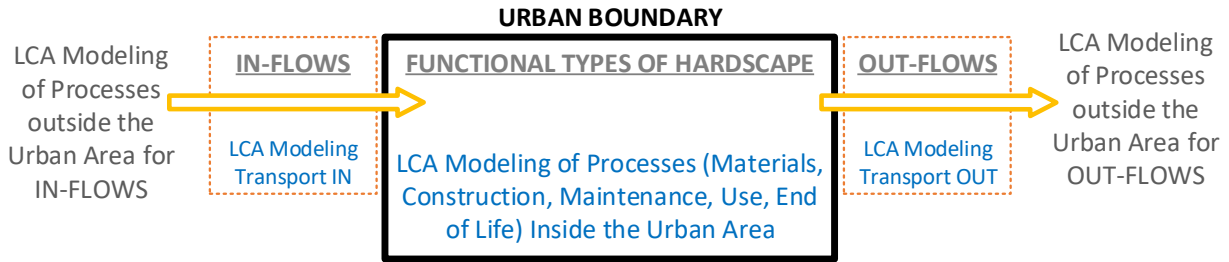 URBAN BOUNDARY
LCA Modeling
of Processes
outside the
Urban Area for
IN-FLOWS
IN-FLOWS
LCA Modeling
Transport IN
FUNCTIONAL TYPES OF HARDSCAPE
LCA Modeling of Processes (Materials,
Construction, Maintenance, Use, End
of Life) Inside the Urban Area
OUT-FLOWS
LCA Modeling
Transport OUT
LCA Modeling
of Processes
outside the
Urban Area for
OUT-FLOWS